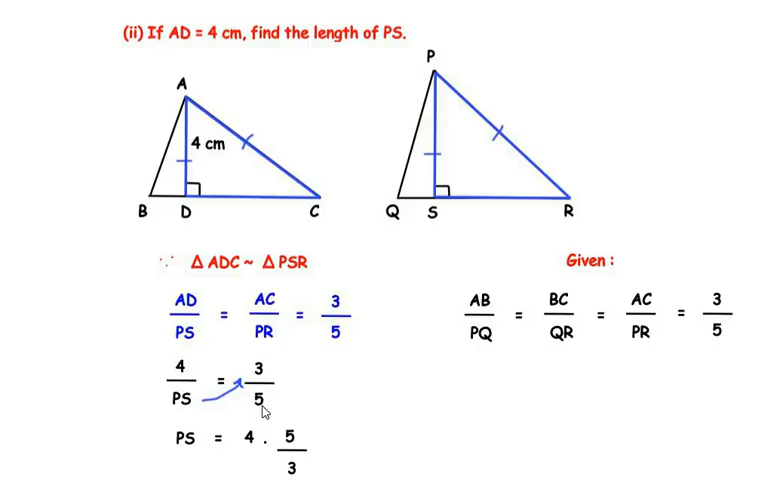 (ii) If AD = 4 cm, find the length of PS.
P
A
4 cm
B D C Q S R
∵ Δ ADC ~ Δ PSR Given :
AD/PS = AC/PR = 3/5 AB/PQ = BC/QR = AC/PR = 3/5
4/PS = 3/5
PS = 4 . 5/3